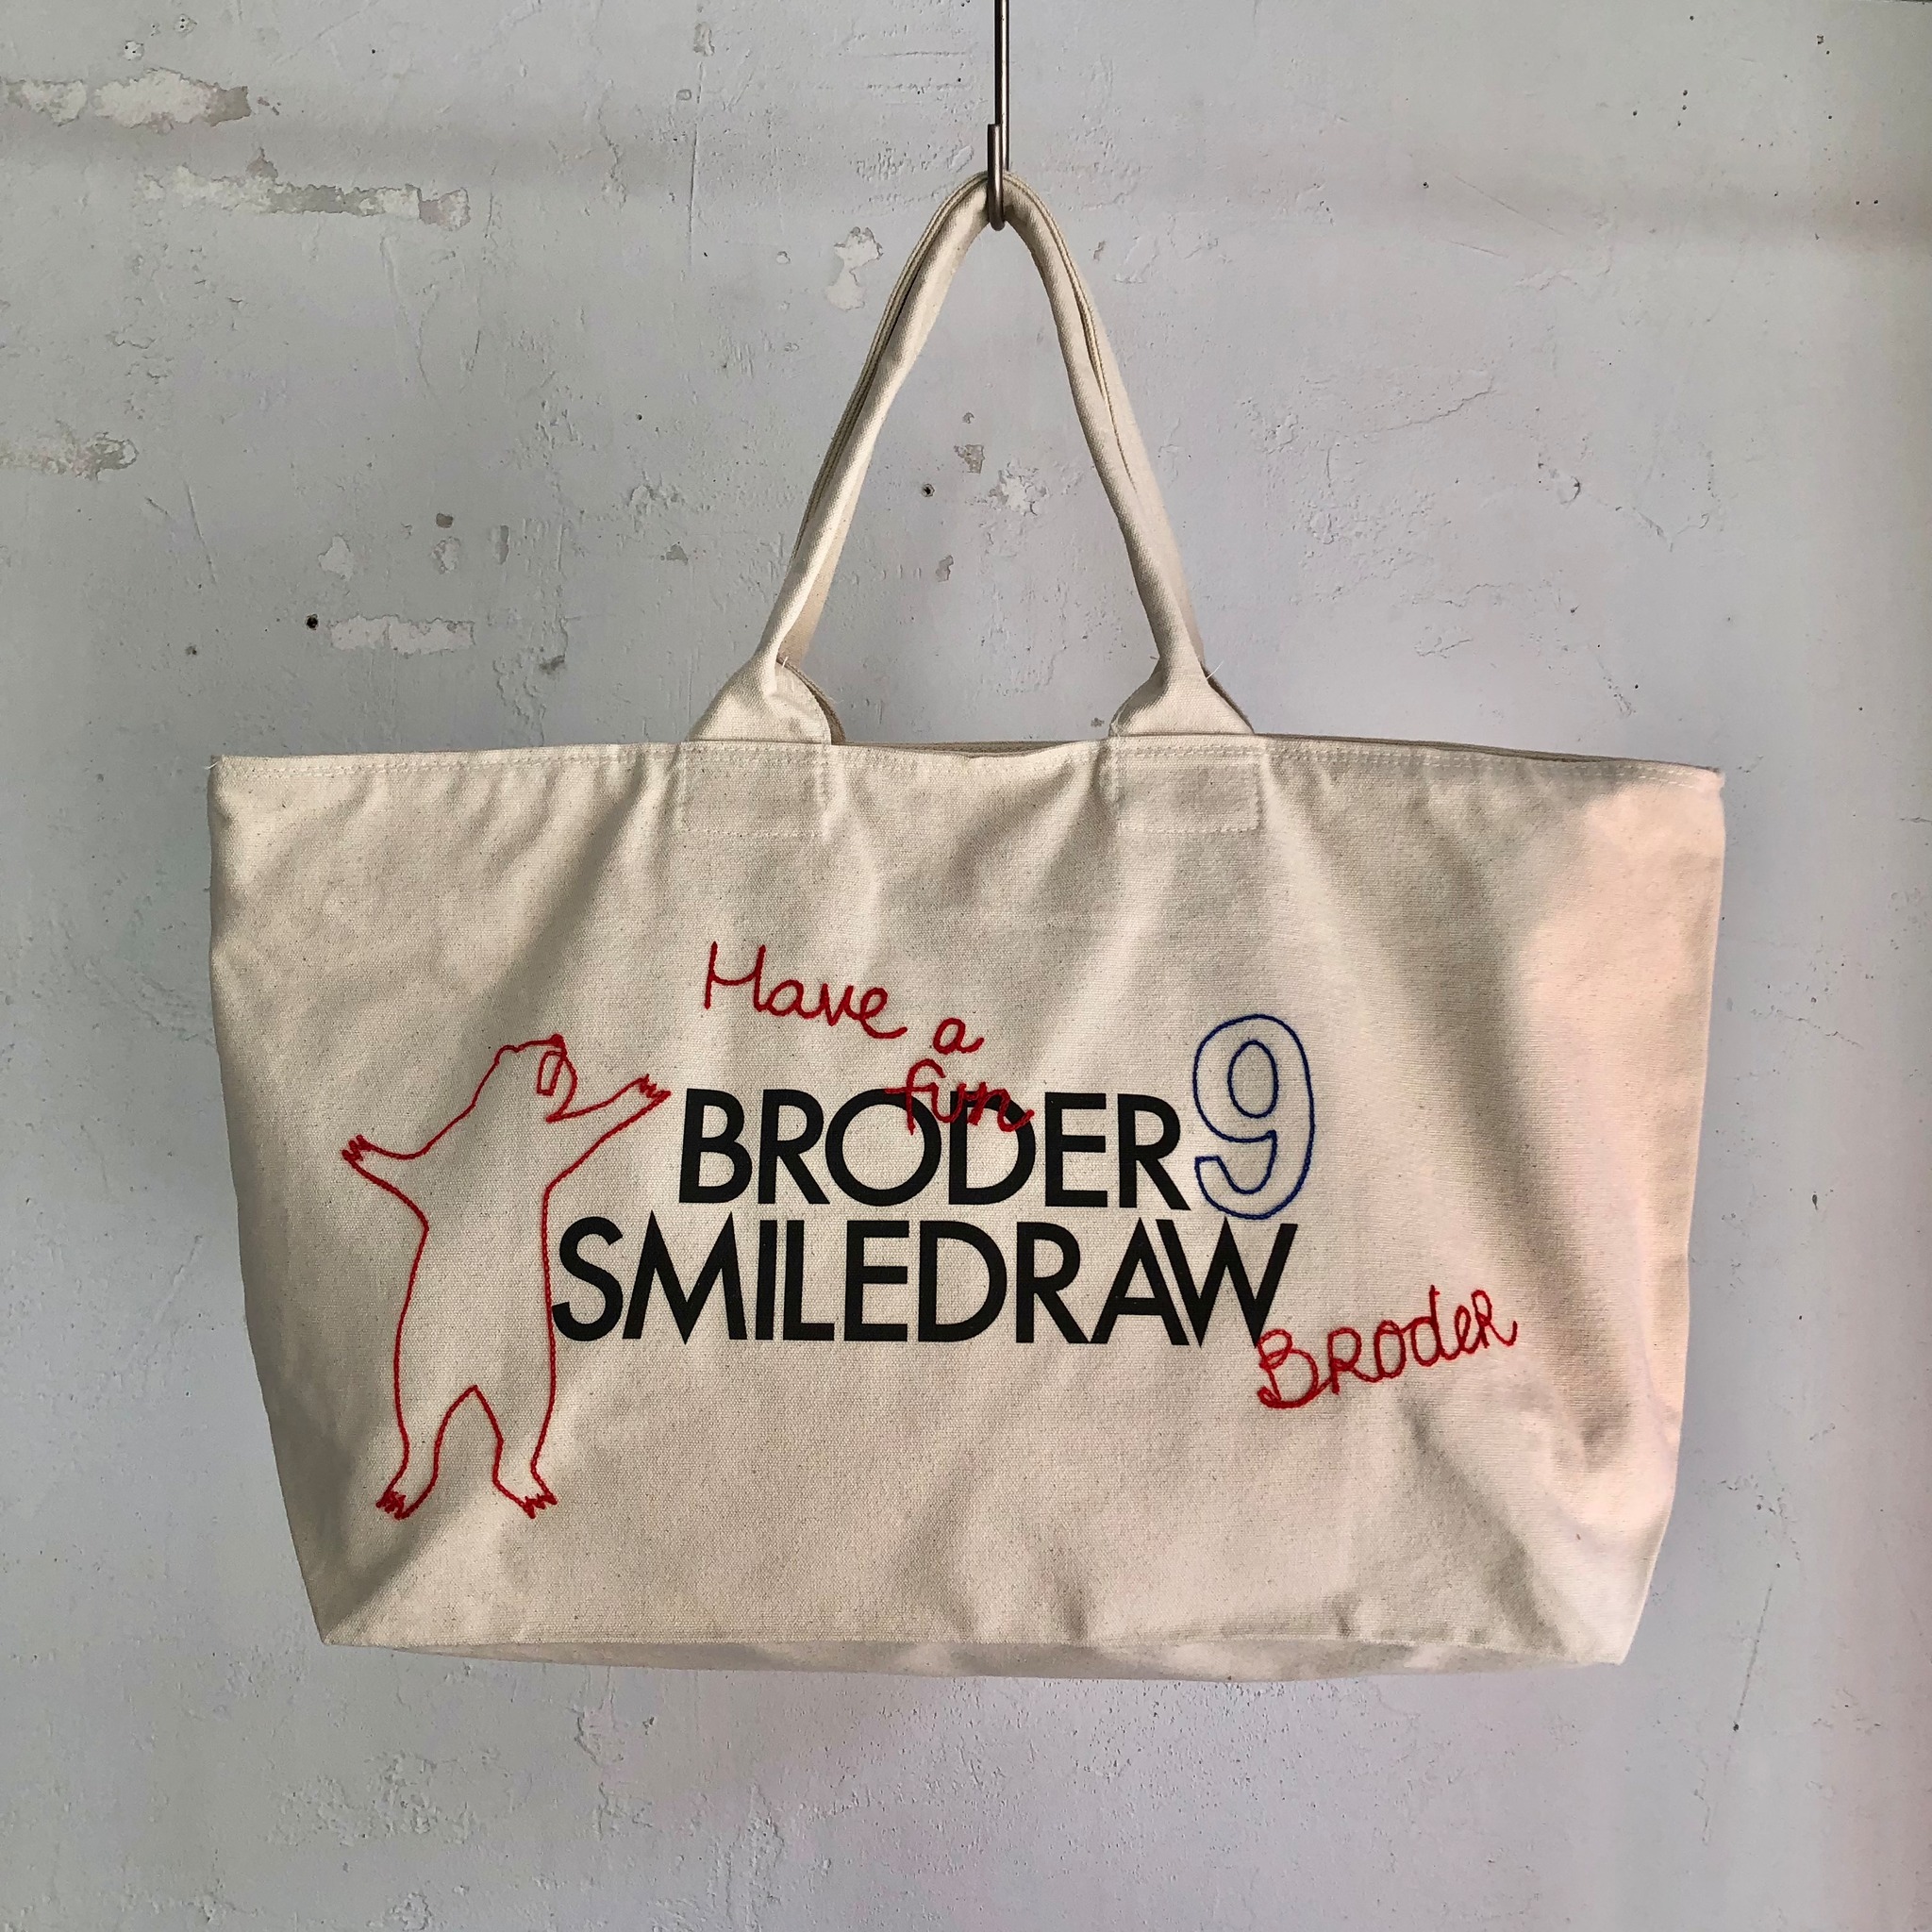 Have a
fun
BRODER 9
SMILEDRAW
BRodeR